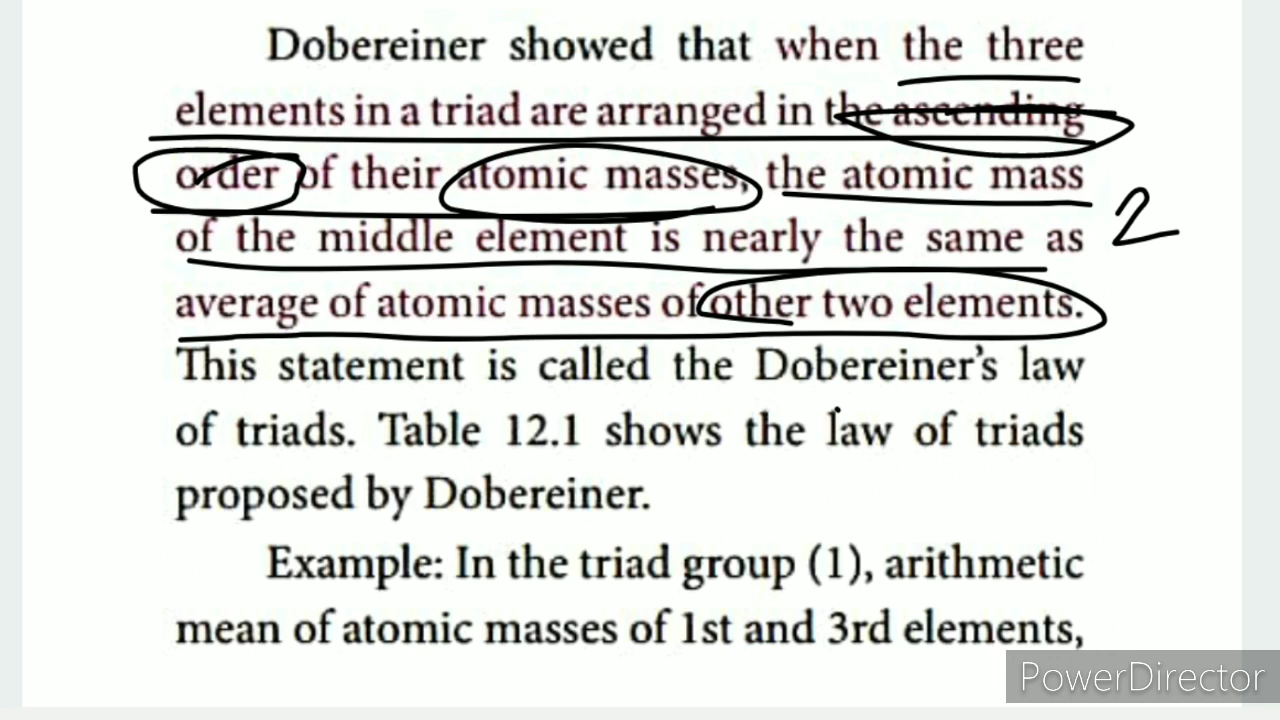 Dobereiner showed that when the three
elements in a triad are arranged in the ascending
order of their atomic masses, the atomic mass
of the middle element is nearly the same as
2
average of atomic masses of other two elements.
This statement is called the Dobereiner's law
of triads. Table 12.1 shows the law of triads
proposed by Dobereiner.
Example: In the triad group (1), arithmetic
mean of atomic masses of 1st and 3rd elements,
PowerDirector